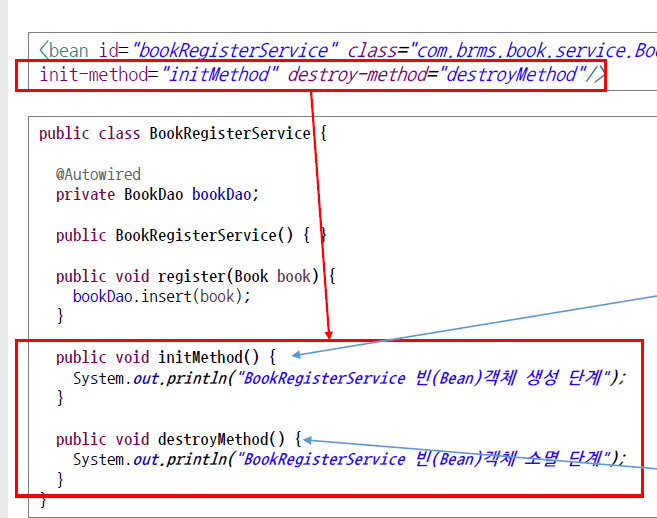 <bean id="bookRegisterService" class="com.brms.book.service.Boo
init-method="initMethod" destroy-method="destroyMethod"/>
public class BookRegisterService {
@Autowired
private BookDao bookDao;
public BookRegisterService() { }
public void register(Book book) {
bookDao.insert(book);
}
public void initMethod() {
System.out.println("BookRegisterService 빈(Bean)객체 생성 단계");
}
public void destroyMethod() {
System.out.println("BookRegisterService 빈(Bean)객체 소멸 단계");
}
}